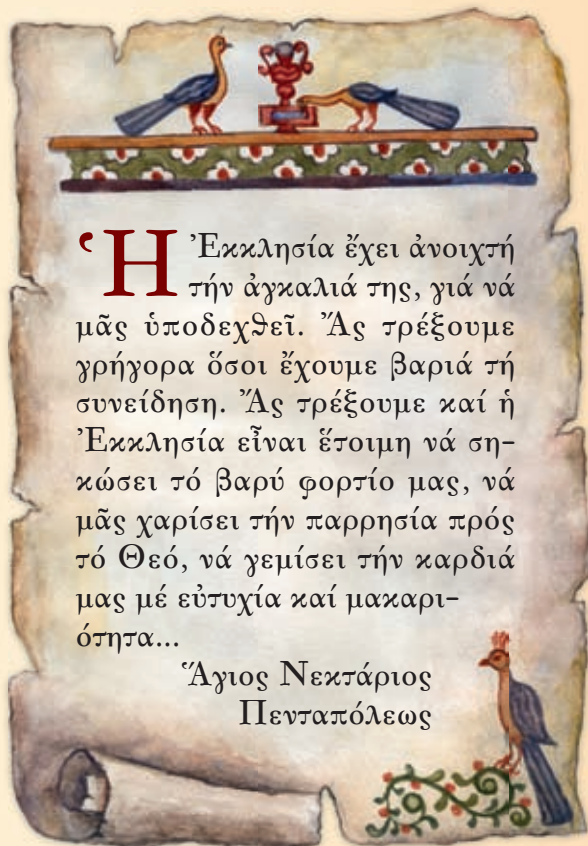 Ἡ Ἐκκλησία ἔχει ἀνοιχτή
τήν ἀγκαλιά της, γιά νά
μᾶς ὑποδεχθεῖ. Ἄς τρέξουμε
γρήγορα ὅσοι ἔχουμε βαριά τή
συνείδηση. Ἄς τρέξουμε καί ἡ
Ἐκκλησία εἶναι ἕτοιμη νά ση-
κώσει τό βαρύ φορτίο μας, νά
μᾶς χαρίσει τήν παρρησία πρός
τό Θεό, νά γεμίσει τήν καρδιά
μας μέ εὐτυχία καί μακαρι-
ότητα...
Ἅγιος Νεκτάριος
Πενταπόλεως